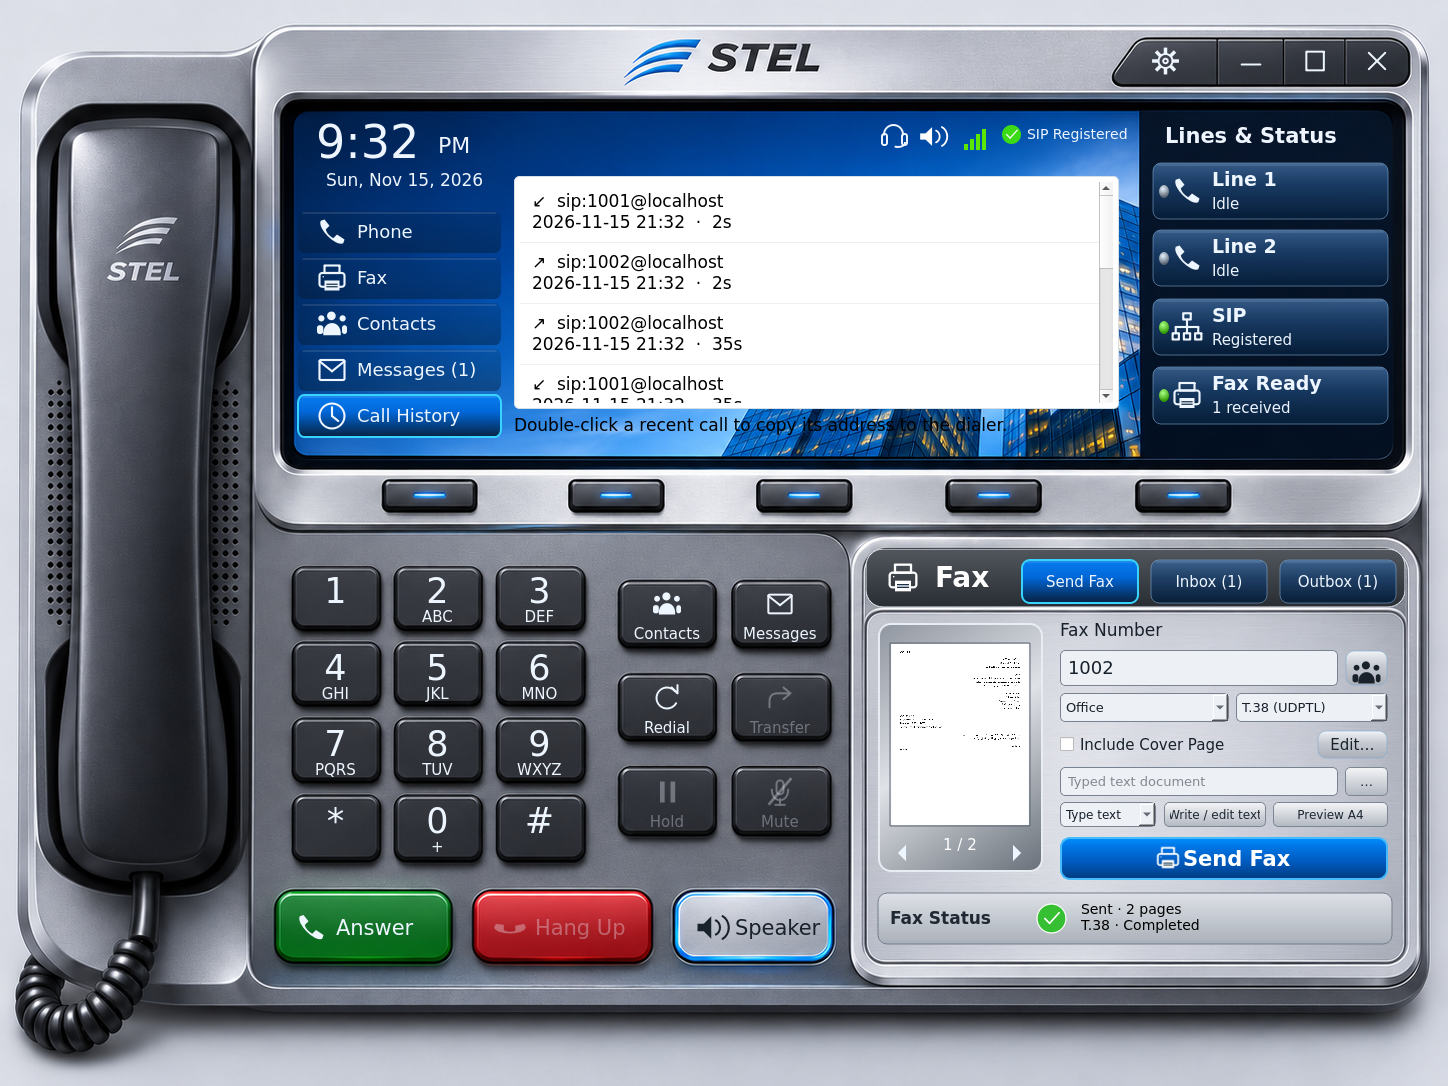 STEL
9:32 PM
Sun, Nov 15, 2026
SIP Registered
Phone
Fax
Contacts
Messages (1)
Call History
↙ sip:1001@localhost
2026-11-15 21:32 · 2s
↗ sip:1002@localhost
2026-11-15 21:32 · 2s
↗ sip:1002@localhost
2026-11-15 21:32 · 35s
↙ sip:1001@localhost
2026-11-15 21:32 · 35s
Double-click a recent call to copy its address to the dialer.
Lines & Status
Line 1
Idle
Line 2
Idle
SIP
Registered
Fax Ready
1 received
STEL
1
2
ABC
3
DEF
4
GHI
5
JKL
6
MNO
7
PQRS
8
TUV
9
WXYZ
*
0
+
#
Contacts
Messages
Redial
Transfer
Hold
Mute
Answer
Hang Up
Speaker
Fax
Send Fax
Inbox (1)
Outbox (1)
1 / 2
Fax Number
1002
Office
T.38 (UDPTL)
Include Cover Page
Edit...
Typed text document
...
Type text
Write / edit text
Preview A4
Send Fax
Fax Status
Sent · 2 pages
T.38 · Completed